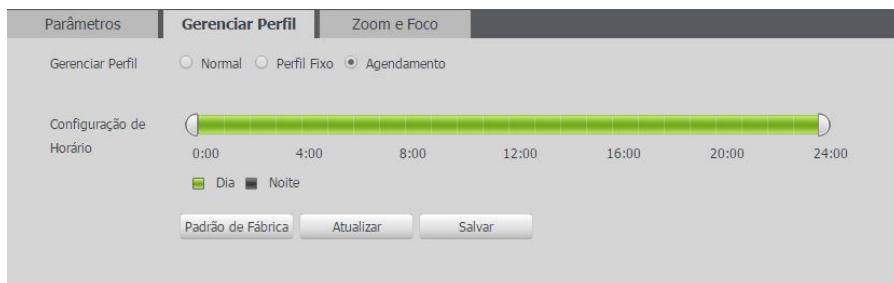 Parâmetros Gerenciar Perfil Zoom e Foco
Gerenciar Perfil Normal Perfil Fixo Agendamento
Configuração de
Horário
0:00 4:00 8:00 12:00 16:00 20:00 24:00
Dia Noite
Padrão de Fábrica Atualizar Salvar